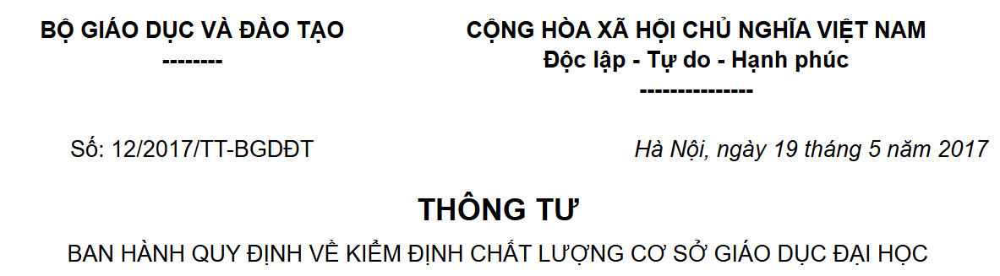 BỘ GIÁO DỤC VÀ ĐÀO TẠO
--------
CỘNG HÒA XÃ HỘI CHỦ NGHĨA VIỆT NAM
Độc lập - Tự do - Hạnh phúc
---------------
Số: 12/2017/TT-BGDĐT
Hà Nội, ngày 19 tháng 5 năm 2017
THÔNG TƯ
BAN HÀNH QUY ĐỊNH VỀ KIỂM ĐỊNH CHẤT LƯỢNG CƠ SỞ GIÁO DỤC ĐẠI HỌC